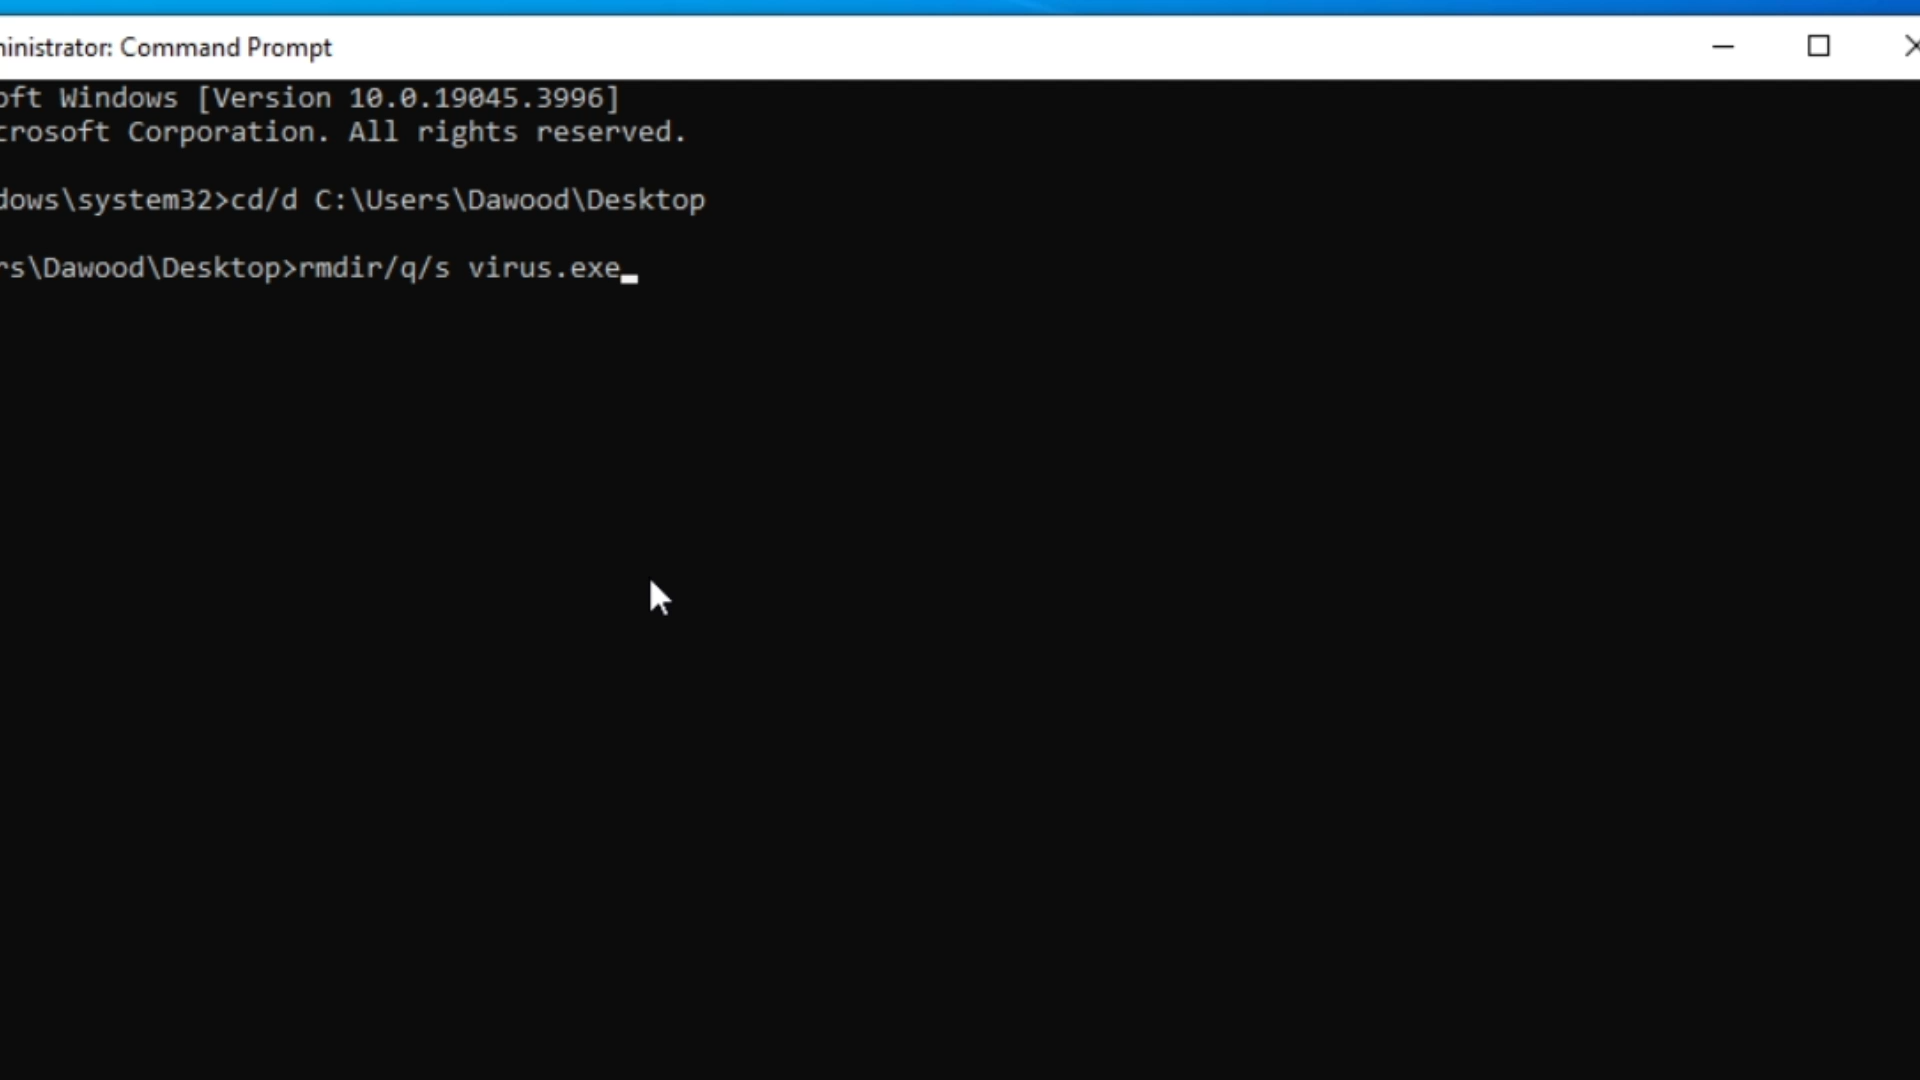 ministrator: Command Prompt
oft Windows [Version 10.0.19045.3996]
crosoft Corporation. All rights reserved.
dows\system32>cd/d C:\Users\Dawood\Desktop
rs\Dawood\Desktop>rmdir/q/s virus.exe